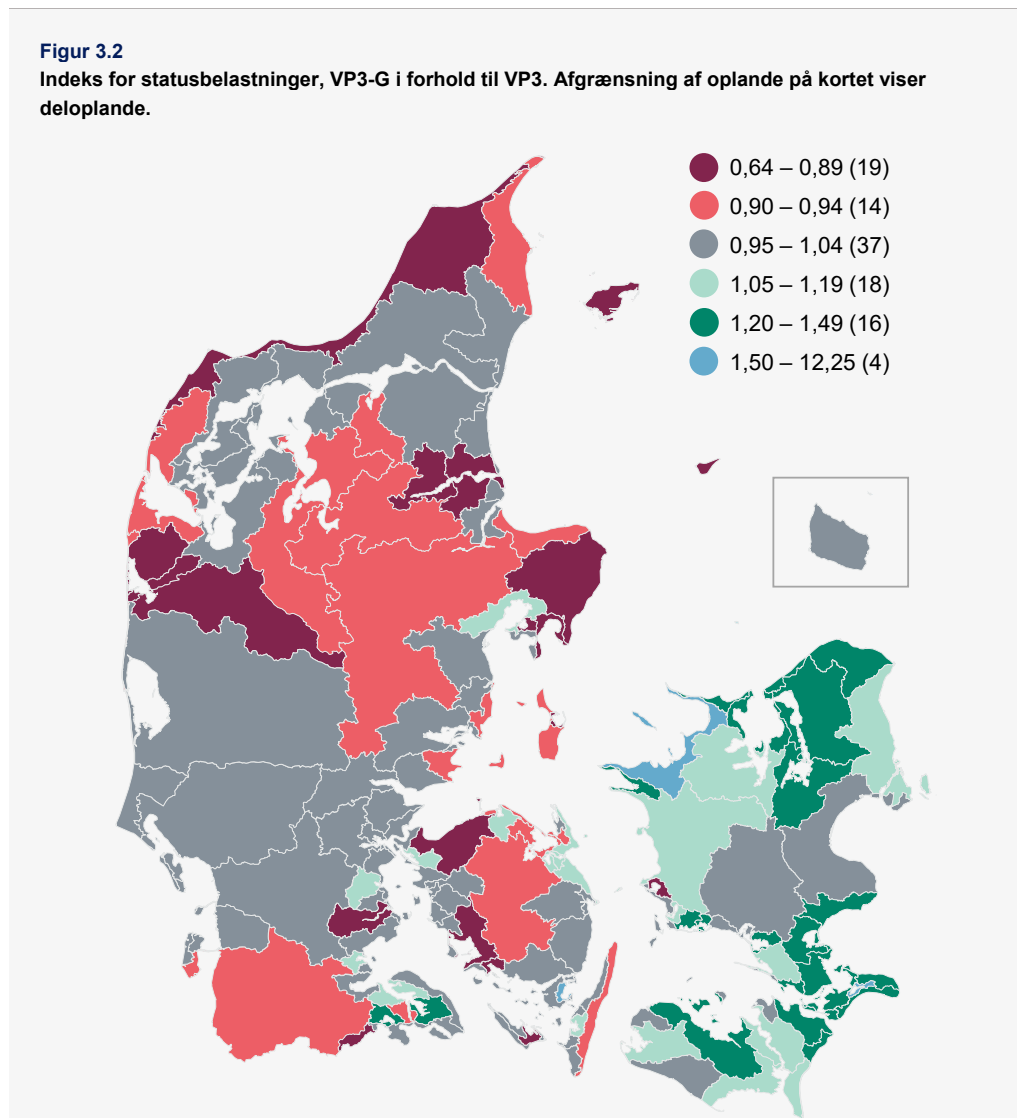 Figur 3.2
Indeks for statusbelastninger, VP3-G i forhold til VP3. Afgrænsning af oplande på kortet viser
deloplande.
0,64 – 0,89 (19)
0,90 – 0,94 (14)
0,95 – 1,04 (37)
1,05 – 1,19 (18)
1,20 – 1,49 (16)
1,50 – 12,25 (4)